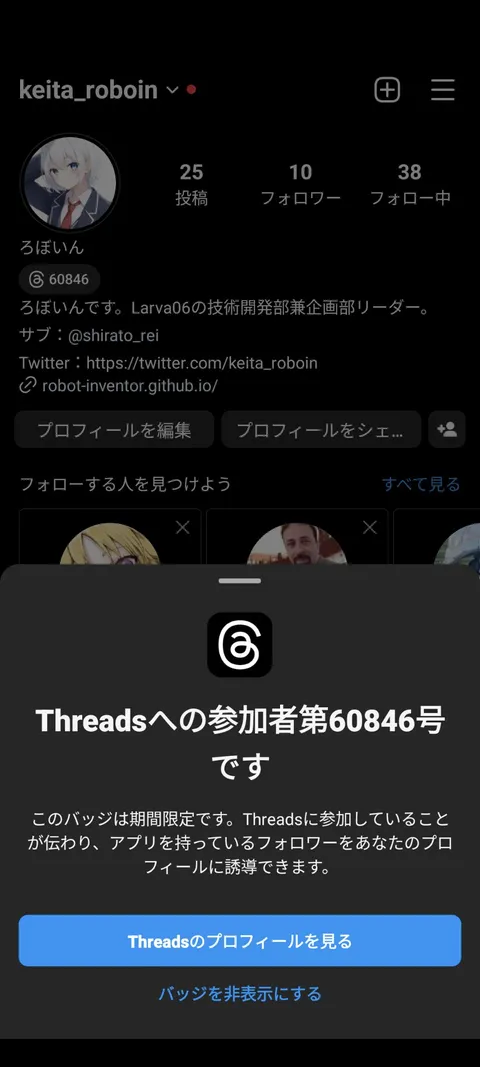 keita_roboin
25 10 38
投稿 フォロワー フォロー中
ろぼいん
60846
ろぼいんです。Larva06の技術開発部兼企画部リーダー。
サブ：@shirato_rei
Twitter：https://twitter.com/keita_roboin
robot-inventor.github.io/
プロフィールを編集 プロフィールをシェ...
フォローする人を見つけよう すべて見る
Threadsへの参加者第60846号
です
このバッジは期間限定です。Threadsに参加していること
が伝わり、アプリを持っているフォロワーをあなたのプロ
フィールに誘導できます。
Threadsのプロフィールを見る
バッジを非表示にする